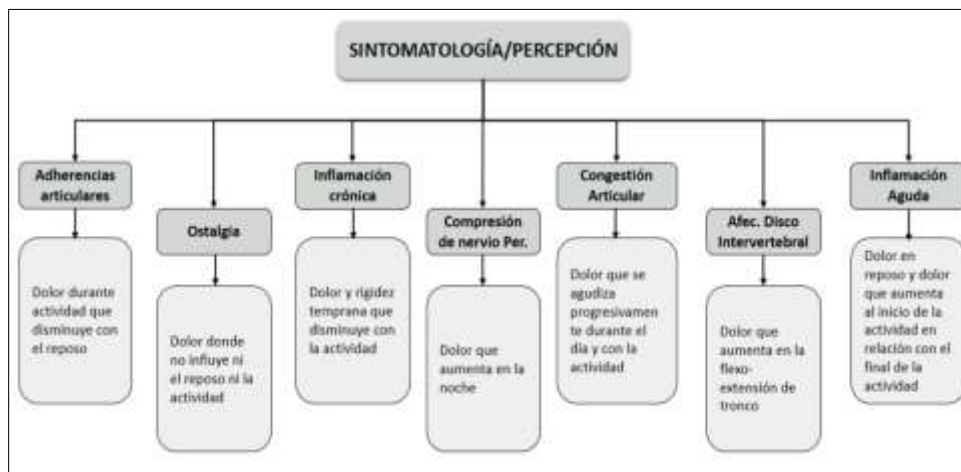 SINTOMATOLOGÍA/PERCEPCIÓN
Adherencias
articulares
Dolor durante
actividad que
disminuye con
el reposo
Ostalgia
Dolor donde
no influye ni
el reposo ni la
actividad
Inflamación
crónica
Dolor y rigidez
temprana que
disminuye con
la actividad
Compresión
de nervio Per.
Dolor que
aumenta en la
noche
Congestión
Articular
Dolor que se
agudiza
progresivamen
te durante el
día y con la
actividad
Afec. Disco
Intervertebral
Dolor que
aumenta en la
flexo-
extensión de
tronco
Inflamación
Aguda
Dolor en
reposo y dolor
que aumenta
al inicio de la
actividad en
relación con el
final de la
actividad